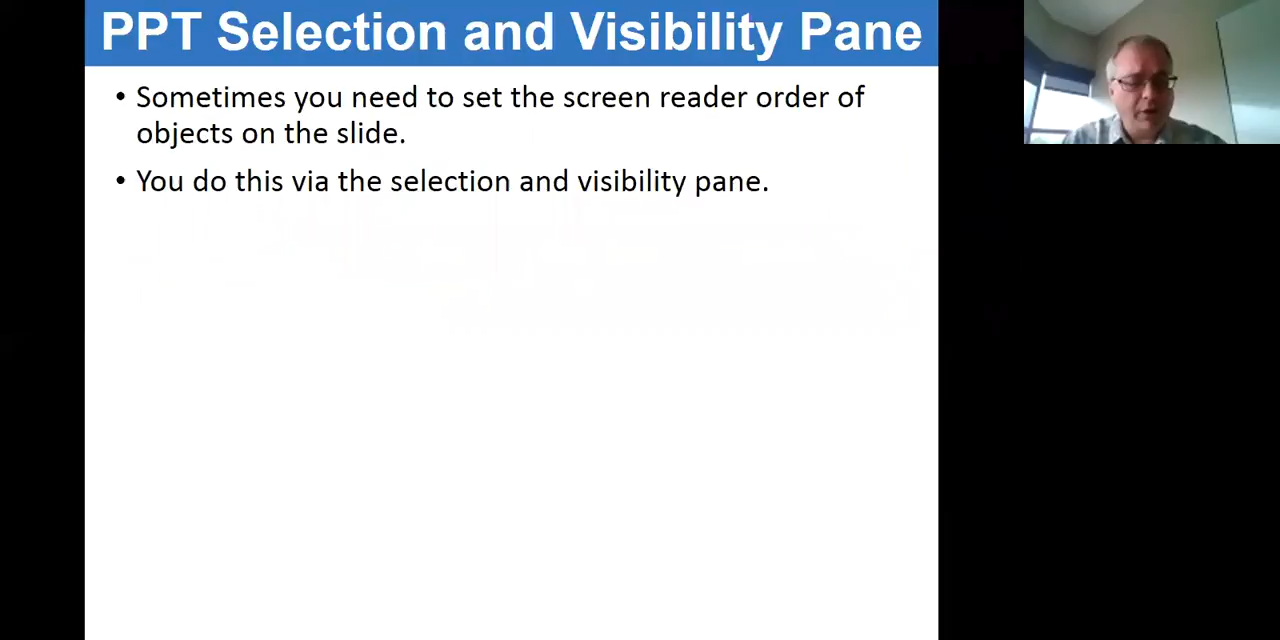 PPT Selection and Visibility Pane
• Sometimes you need to set the screen reader order of
objects on the slide.
• You do this via the selection and visibility pane.